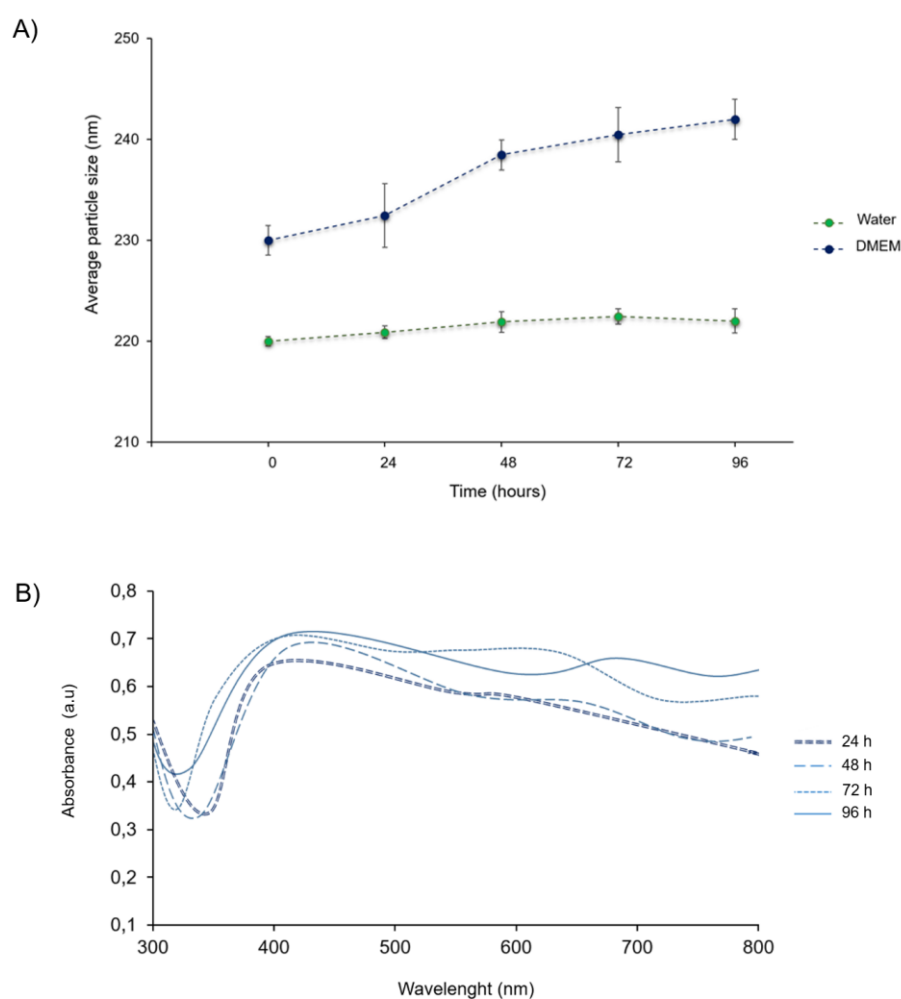 A)
250
240
230
220
210
Average particle size (nm)
0 24 48 72 96
Time (hours)
Water
DMEM
B)
0,8
0,7
0,6
0,5
0,4
0,3
0,2
0,1
Absorbance (a.u)
300 400 500 600 700 800
Wavelenght (nm)
24 h
48 h
72 h
96 h